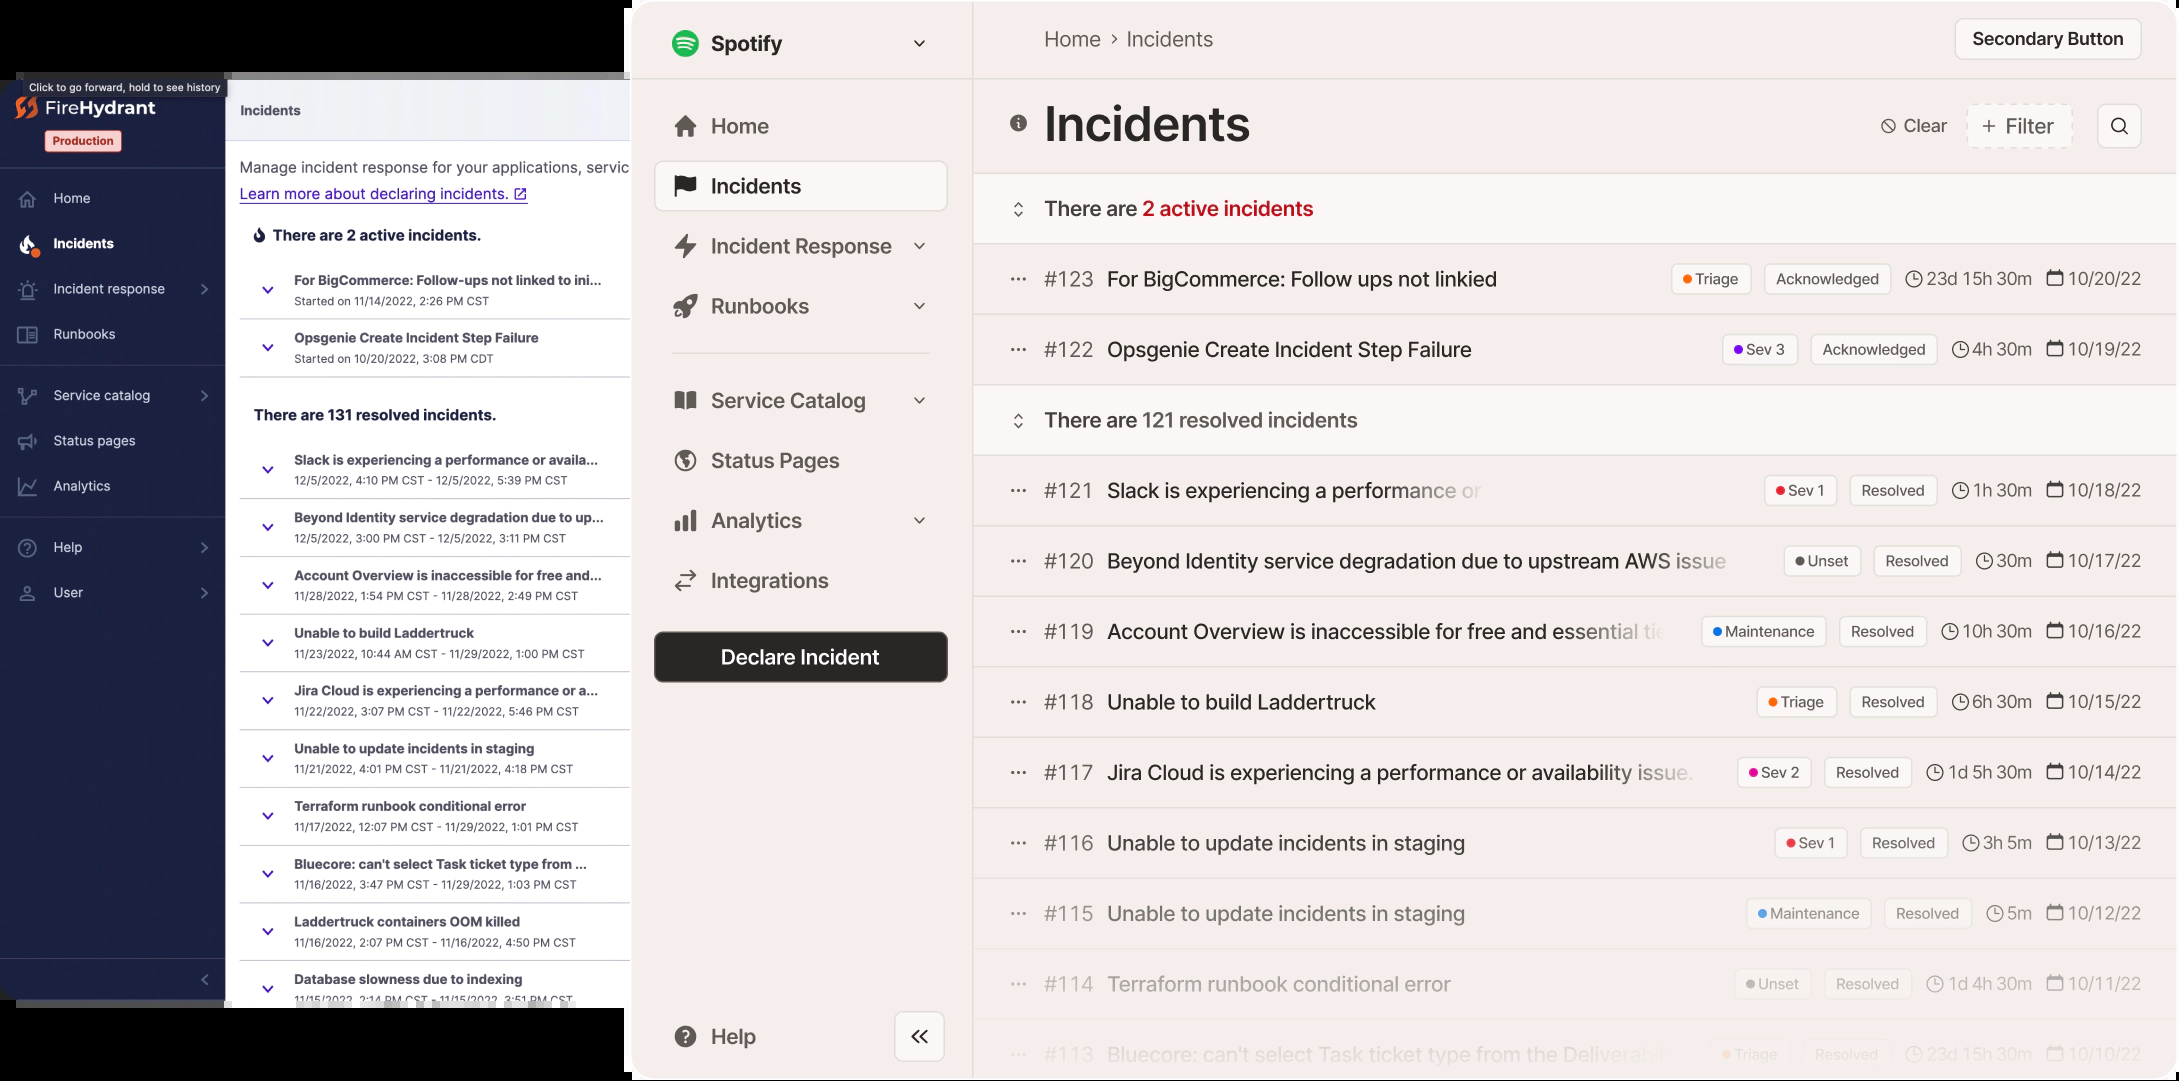 Click to go forward, hold to see history
FireHydrant
Production
Home
Incidents
Incident response
Runbooks
Service catalog
Status pages
Analytics
Help
User
Incidents
Manage incident response for your applications, servic
Learn more about declaring incidents.
There are 2 active incidents.
For BigCommerce: Follow-ups not linked to ini...
Started on 11/14/2022, 2:26 PM CST
Opsgenie Create Incident Step Failure
Started on 10/20/2022, 3:08 PM CDT
There are 131 resolved incidents.
Slack is experiencing a performance or availa...
12/5/2022, 4:10 PM CST - 12/5/2022, 5:39 PM CST
Beyond Identity service degradation due to up...
12/5/2022, 3:00 PM CST - 12/5/2022, 3:11 PM CST
Account Overview is inaccessible for free and...
11/28/2022, 1:54 PM CST - 11/28/2022, 2:49 PM CST
Unable to build Laddertruck
11/23/2022, 10:44 AM CST - 11/29/2022, 1:00 PM CST
Jira Cloud is experiencing a performance or a...
11/22/2022, 3:07 PM CST - 11/22/2022, 5:46 PM CST
Unable to update incidents in staging
11/21/2022, 4:01 PM CST - 11/21/2022, 4:18 PM CST
Terraform runbook conditional error
11/17/2022, 12:07 PM CST - 11/29/2022, 1:01 PM CST
Bluecore: can't select Task ticket type from ...
11/16/2022, 3:47 PM CST - 11/29/2022, 1:03 PM CST
Laddertruck containers OOM killed
11/16/2022, 2:07 PM CST - 11/16/2022, 4:50 PM CST
Database slowness due to indexing
11/15/2022, 2:14 PM CST - 11/15/2022, 3:51 PM CST
Spotify
Home
Incidents
Incident Response
Runbooks
Service Catalog
Status Pages
Analytics
Integrations
Declare Incident
Help
Home > Incidents
Secondary Button
Incidents
Clear
+ Filter
There are 2 active incidents
#123 For BigCommerce: Follow ups not linkied Triage Acknowledged 23d 15h 30m 10/20/22
#122 Opsgenie Create Incident Step Failure Sev 3 Acknowledged 4h 30m 10/19/22
There are 121 resolved incidents
#121 Slack is experiencing a performance or Sev 1 Resolved 1h 30m 10/18/22
#120 Beyond Identity service degradation due to upstream AWS issue Unset Resolved 30m 10/17/22
#119 Account Overview is inaccessible for free and essential tie Maintenance Resolved 10h 30m 10/16/22
#118 Unable to build Laddertruck Triage Resolved 6h 30m 10/15/22
#117 Jira Cloud is experiencing a performance or availability issue. Sev 2 Resolved 1d 5h 30m 10/14/22
#116 Unable to update incidents in staging Sev 1 Resolved 3h 5m 10/13/22
#115 Unable to update incidents in staging Maintenance Resolved 5m 10/12/22
#114 Terraform runbook conditional error Unset Resolved 1d 4h 30m 10/11/22
#113 Bluecore: can't select Task ticket type from the Deliverabil Triage Resolved 23d 15h 30m 10/10/22